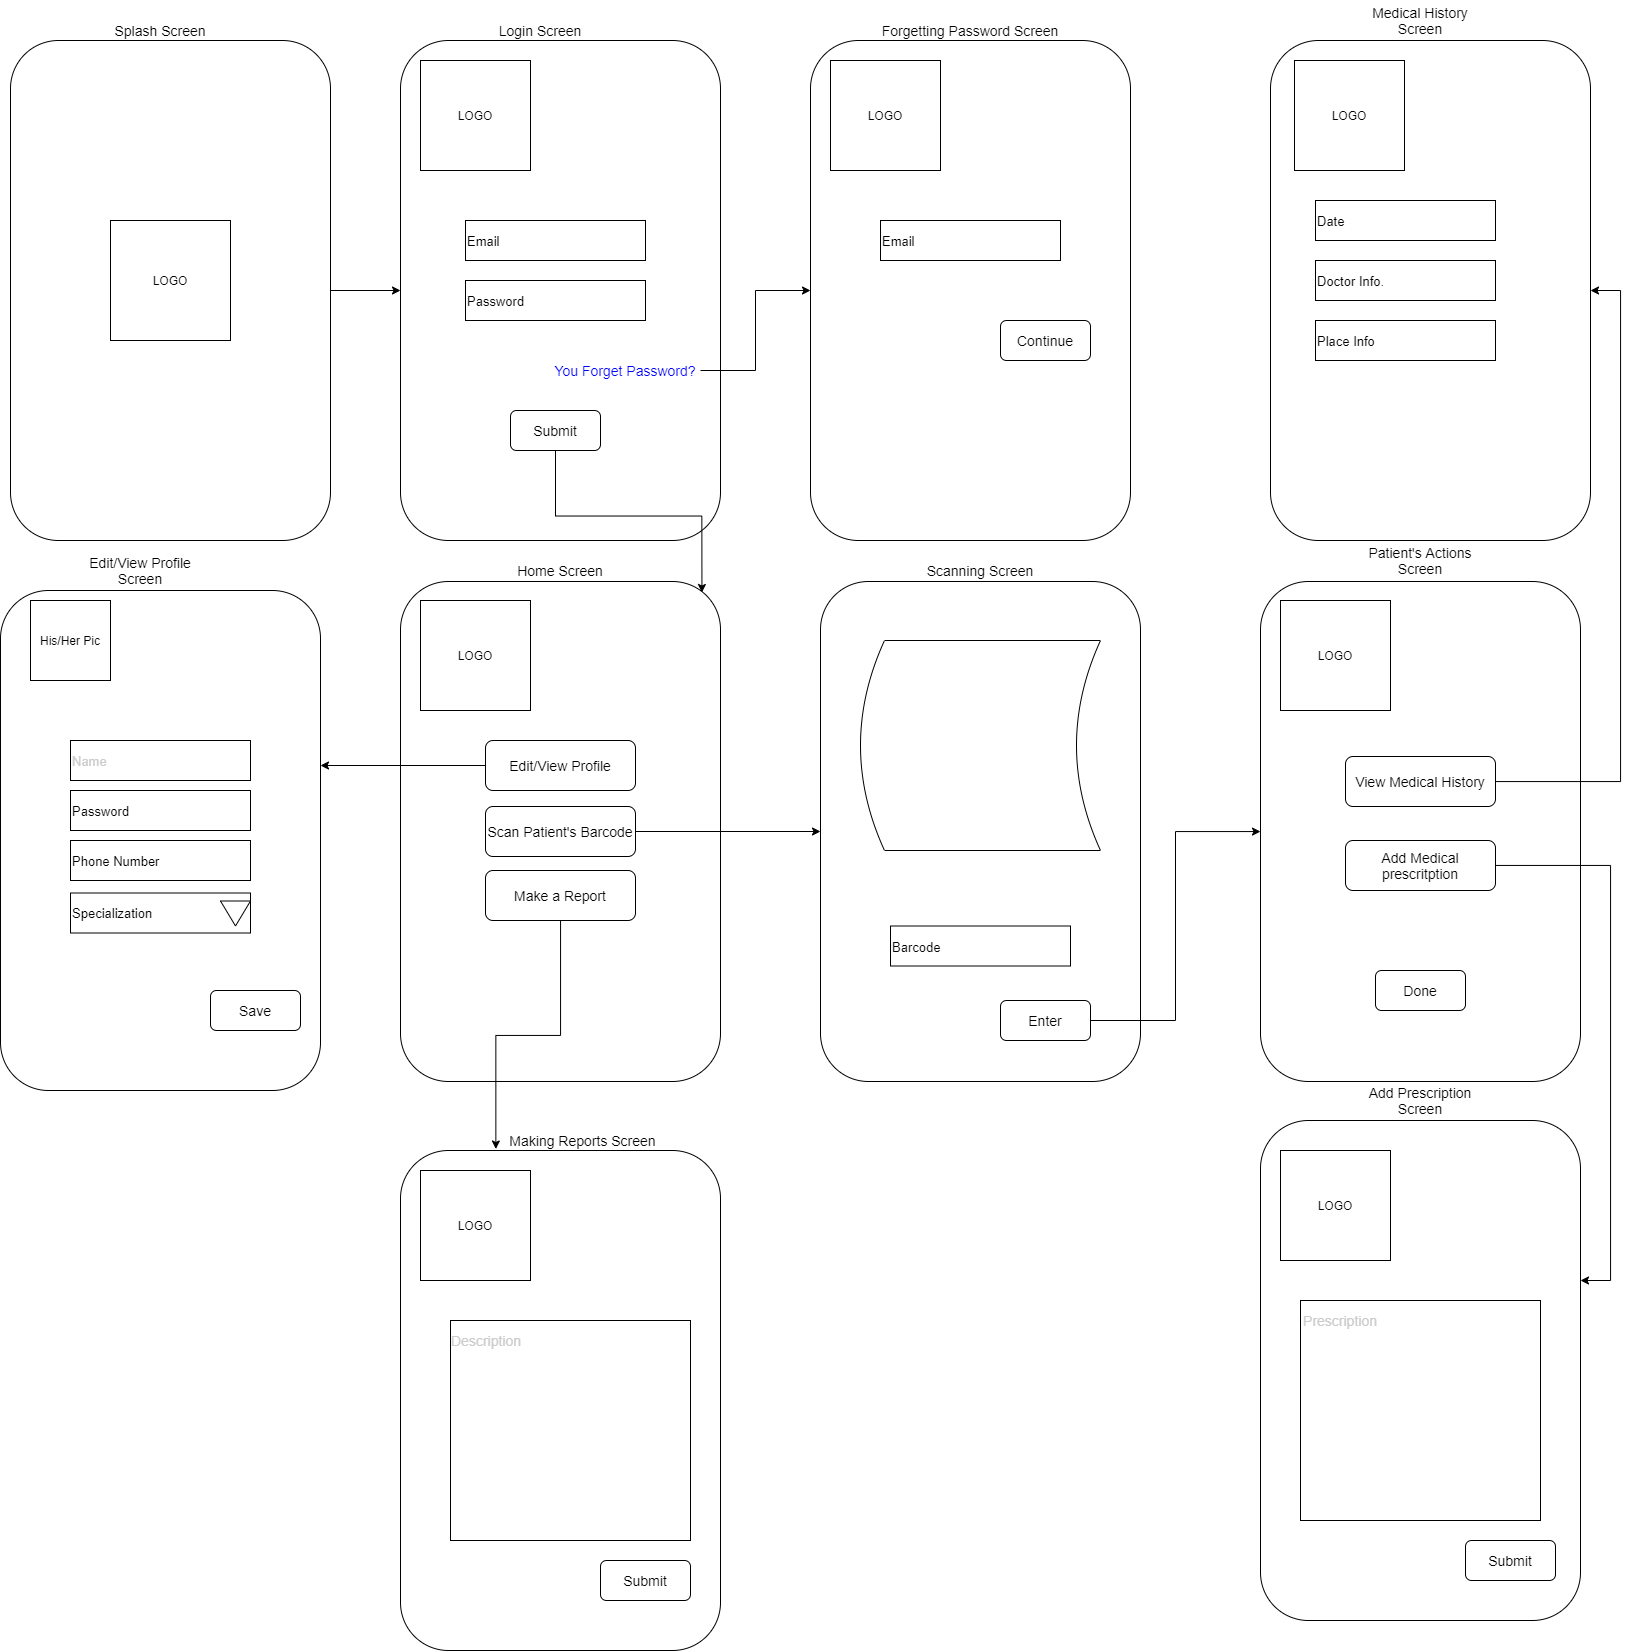 Splash Screen
LOGO
Login Screen
LOGO
Email
Password
You Forget Password?
Submit
Forgetting Password Screen
LOGO
Email
Continue
Medical History
Screen
LOGO
Date
Doctor Info.
Place Info
Edit/View Profile
Screen
His/Her Pic
Name
Password
Phone Number
Specialization
Save
Home Screen
LOGO
Edit/View Profile
Scan Patient's Barcode
Make a Report
Scanning Screen
Barcode
Enter
Patient's Actions
Screen
LOGO
View Medical History
Add Medical
prescritption
Done
Making Reports Screen
LOGO
Description
Submit
Add Prescription
Screen
LOGO
Prescription
Submit